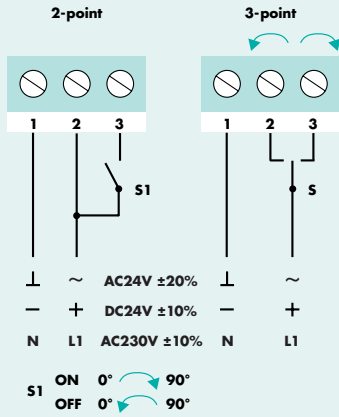 2-point 3-point
1 2 3 1 2 3
S1 S
⊥ ~ AC24V ±20% ⊥ ~
− + DC24V ±10% − +
N L1 AC230V ±10% N L1
S1 ON 0° 90°
OFF 0° 90°